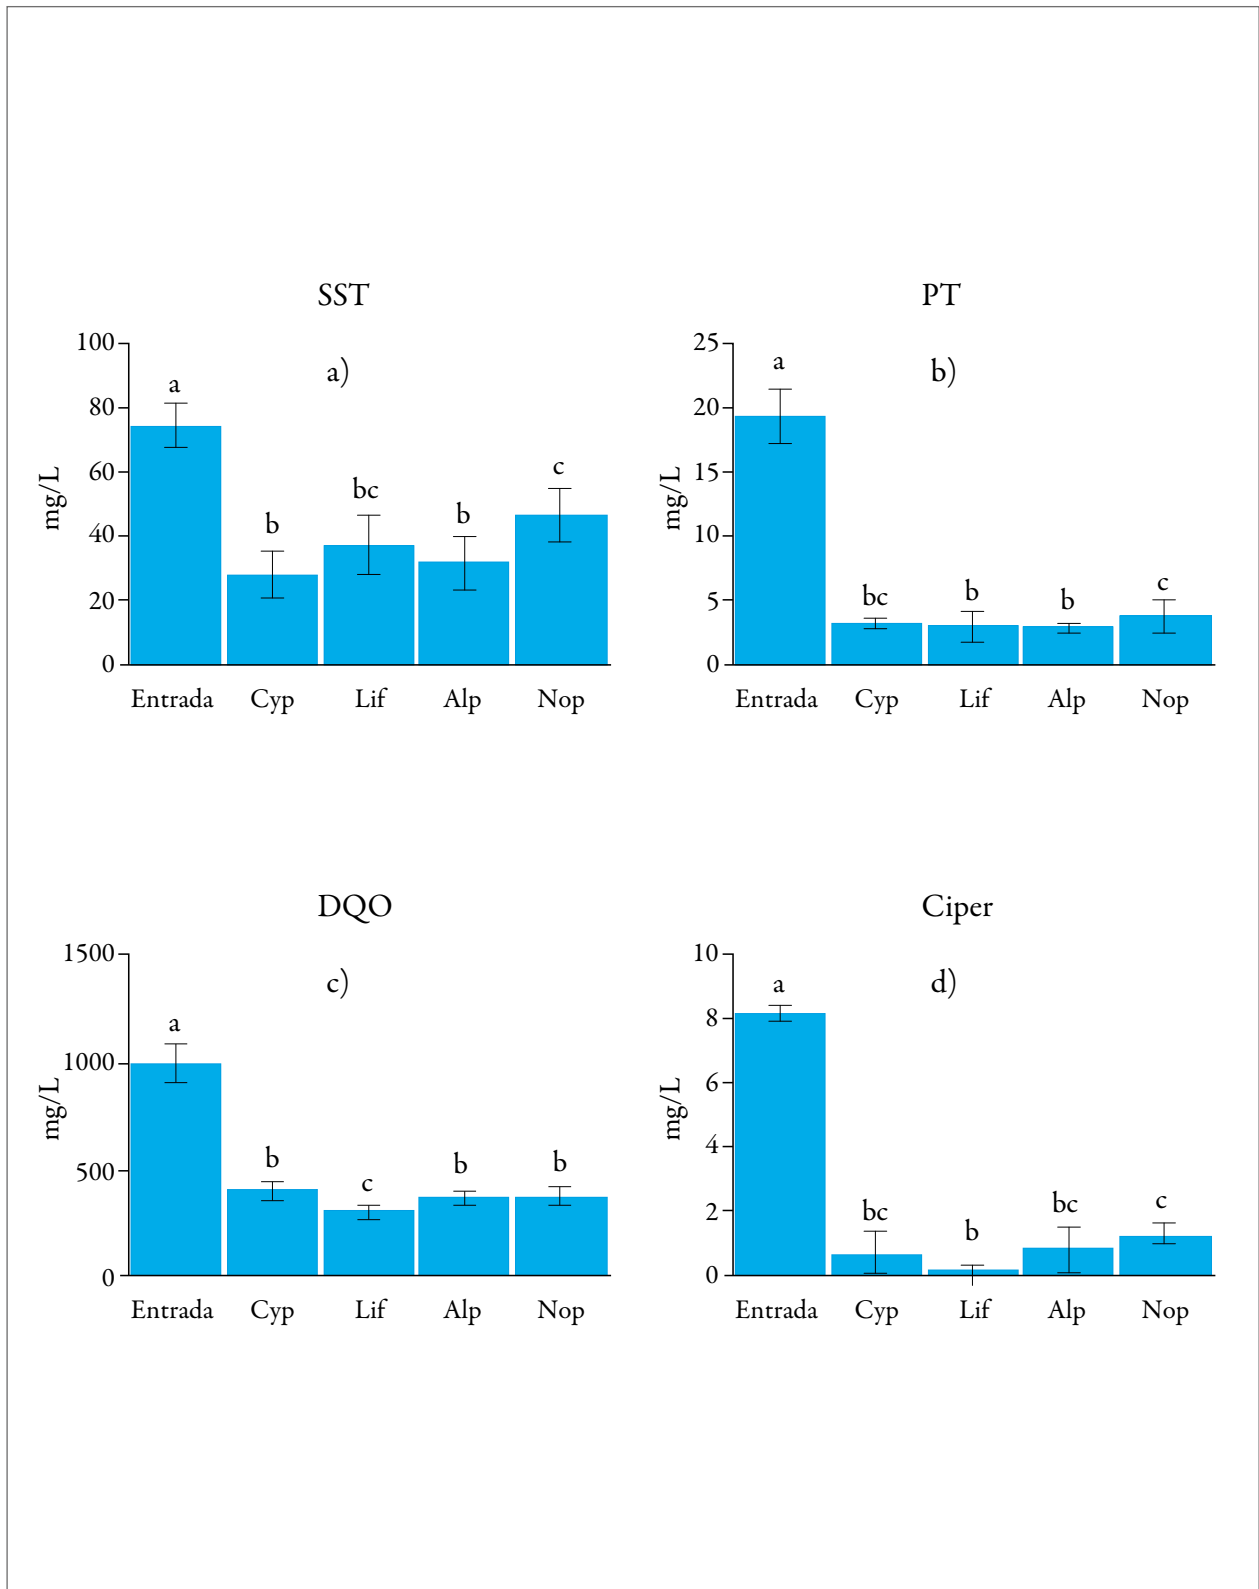 SST
a)
mg/L
100
80
60
40
20
0
a
b
bc
b
c
Entrada Cyp Lif Alp Nop
PT
b)
mg/L
25
20
15
10
5
0
a
bc
b
b
c
Entrada Cyp Lif Alp Nop
DQO
c)
mg/L
1500
1000
500
0
a
b
c
b
b
Entrada Cyp Lif Alp Nop
Ciper
d)
mg/L
10
8
6
4
2
0
a
bc
b
bc
c
Entrada Cyp Lif Alp Nop